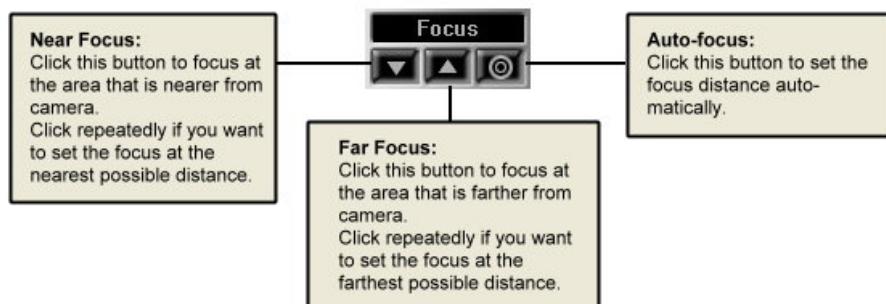 Focus
Near Focus:
Click this button to focus at
the area that is nearer from
camera.
Click repeatedly if you want
to set the focus at the
nearest possible distance.
Far Focus:
Click this button to focus at
the area that is farther from
camera.
Click repeatedly if you want
to set the focus at the
farthest possible distance.
Auto-focus:
Click this button to set the
focus distance auto-
matically.